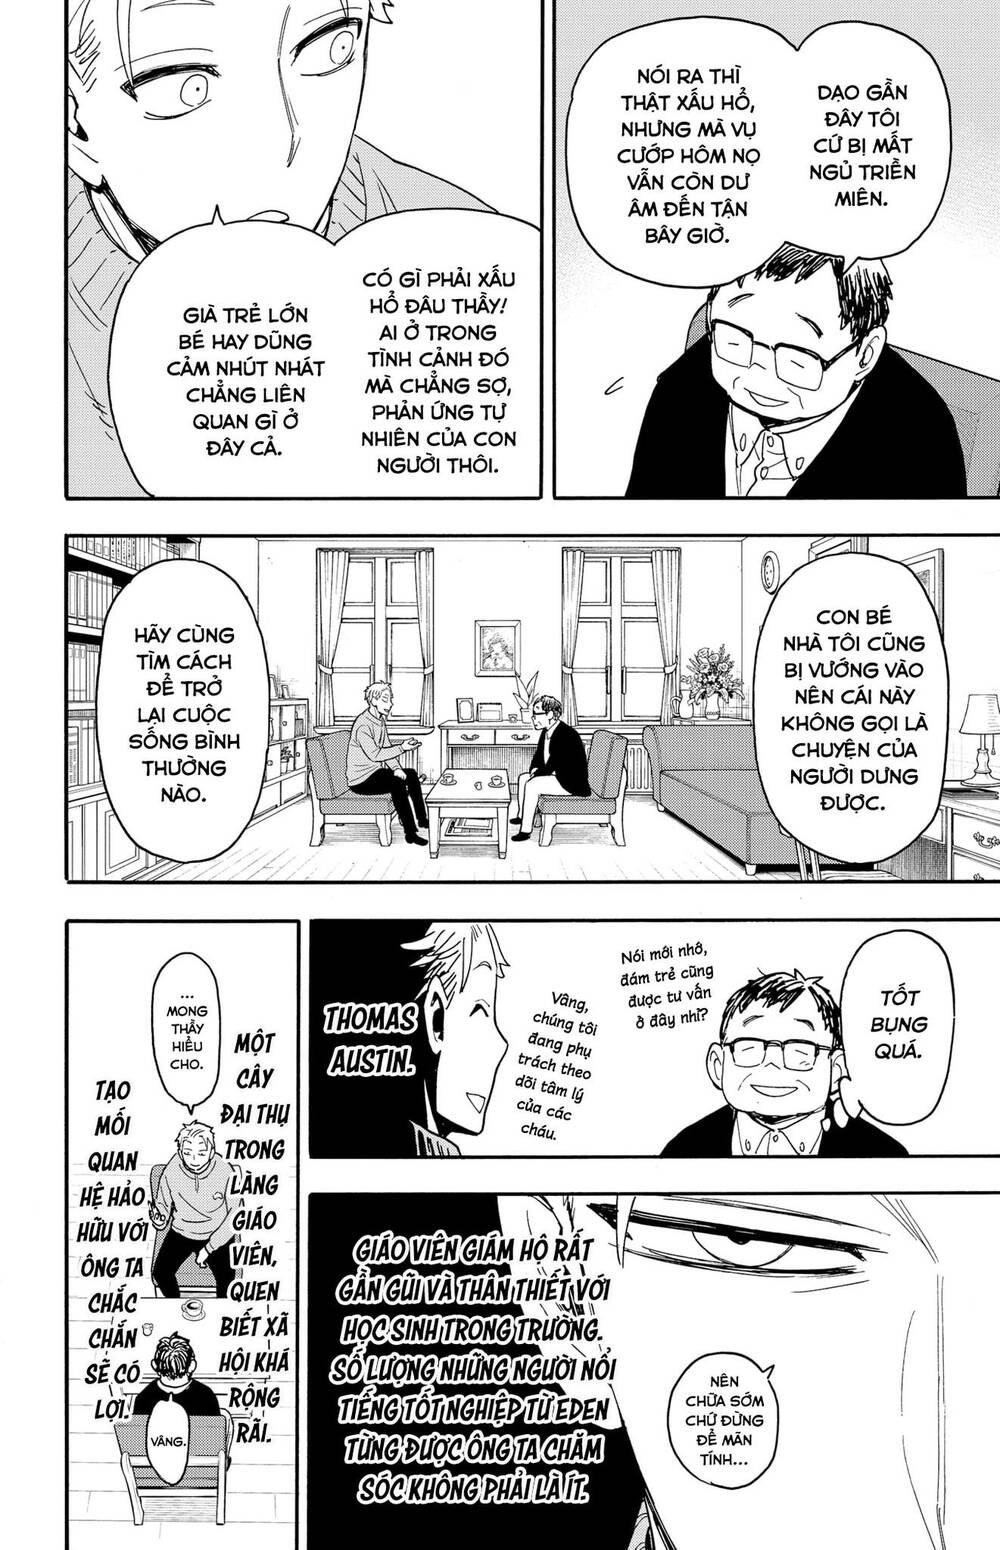 DẠO GẦN
ĐÂY TÔI
CỨ BỊ MẤT
NGỦ TRIỀN
MIÊN.
NÓI RA THÌ
THẬT XẤU HỔ,
NHƯNG MÀ VỤ
CƯỚP HÔM NỌ
VẪN CÒN DƯ
ÂM ĐẾN TẬN
BÂY GIỜ.
CÓ GÌ PHẢI XẤU
HỔ ĐÂU THẦY!
AI Ở TRONG
TÌNH CẢNH ĐÓ
MÀ CHẲNG SỢ,
PHẢN ỨNG TỰ
NHIÊN CỦA CON
NGƯỜI THÔI.
GIÀ TRẺ LỚN
BÉ HAY DŨNG
CẢM NHÚT NHÁT
CHẲNG LIÊN
QUAN GÌ Ở
ĐÂY CẢ.
CON BÉ
NHÀ TÔI CŨNG
BỊ VƯỚNG VÀO
NÊN CÁI NÀY
KHÔNG GỌI LÀ
CHUYỆN CỦA
NGƯỜI DƯNG
ĐƯỢC.
HÃY CÙNG
TÌM CÁCH
ĐỂ TRỞ
LẠI CUỘC
SỐNG BÌNH
THƯỜNG
NÀO.
TỐT
BỤNG
QUÁ.
Nói mới nhớ,
đám trẻ cũng
được tư vấn
ở đây nhỉ?
Vâng,
chúng tôi
đang phụ
trách theo
dõi tâm lý
của các
cháu.
THOMAS
AUSTIN.
GIÁO VIÊN GIÁM HỘ RẤT
GẦN GŨI VÀ THÂN THIẾT VỚI
HỌC SINH TRONG TRƯỜNG.
SỐ LƯỢNG NHỮNG NGƯỜI NỔI
TIẾNG TỐT NGHIỆP TỪ EDEN
TỪNG ĐƯỢC ÔNG TA CHĂM
SÓC KHÔNG PHẢI LÀ ÍT.
NÊN
CHỮA SỚM
CHỨ ĐỪNG
ĐỂ MÃN
TÍNH...
...
MONG
THẦY
HIỂU
CHO.
MỘT
CÂY
ĐẠI THỤ
TRONG
LÀNG
GIÁO
VIÊN,
QUEN
BIẾT XÃ
HỘI KHÁ
RỘNG
RÃI.
TẠO
MỐI
QUAN
HỆ HẢO
HỮU VỚI
ÔNG TA
CHẮC
CHẮN
SẼ CÓ
LỢI.
VÂNG.